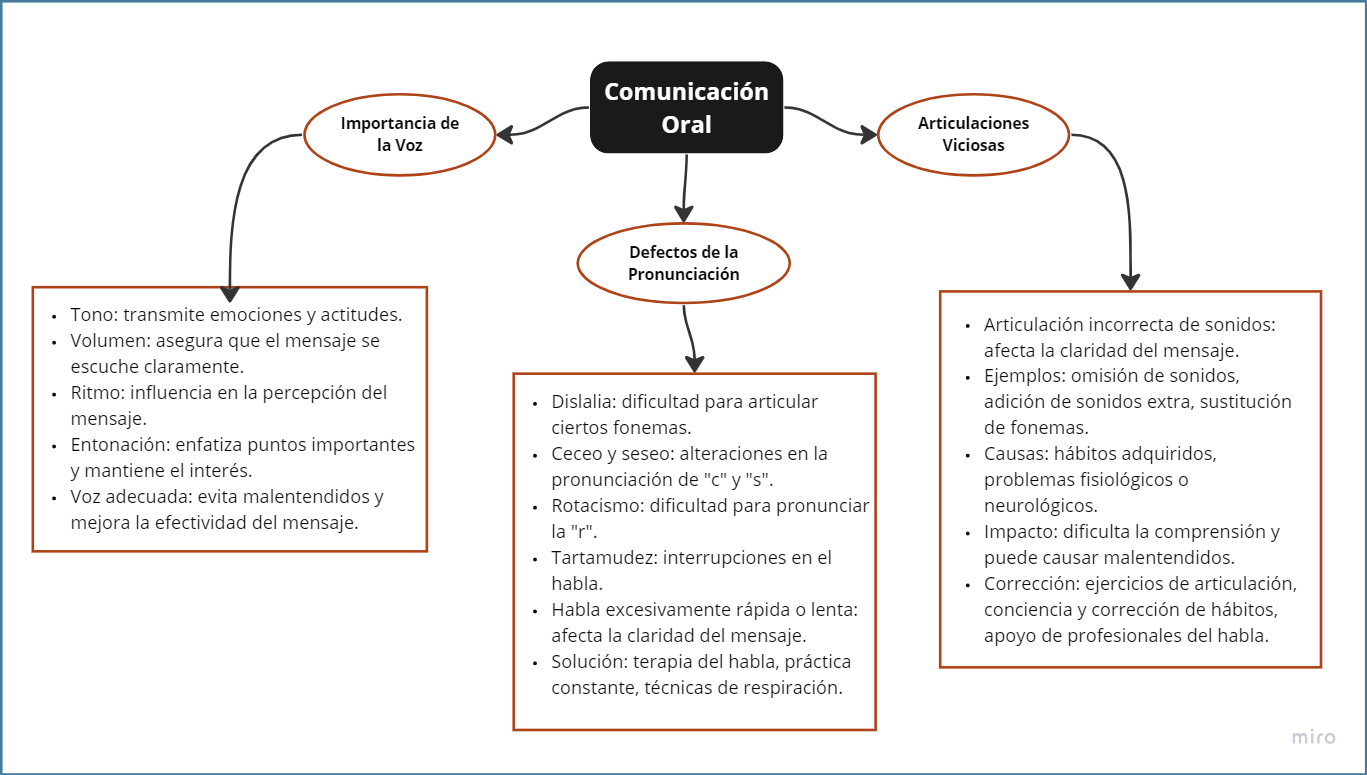 Comunicación
Oral
Importancia de
la Voz
Articulaciones
Viciosas
Defectos de la
Pronunciación
• Tono: transmite emociones y actitudes.
• Volumen: asegura que el mensaje se
escuche claramente.
• Ritmo: influencia en la percepción del
mensaje.
• Entonación: enfatiza puntos importantes
y mantiene el interés.
• Voz adecuada: evita malentendidos y
mejora la efectividad del mensaje.
• Dislalia: dificultad para articular
ciertos fonemas.
• Ceceo y seseo: alteraciones en la
pronunciación de "c" y "s".
• Rotacismo: dificultad para pronunciar
la "r".
• Tartamudez: interrupciones en el
habla.
• Habla excesivamente rápida o lenta:
afecta la claridad del mensaje.
• Solución: terapia del habla, práctica
constante, técnicas de respiración.
• Articulación incorrecta de sonidos:
afecta la claridad del mensaje.
• Ejemplos: omisión de sonidos,
adición de sonidos extra, sustitución
de fonemas.
• Causas: hábitos adquiridos,
problemas fisiológicos o
neurológicos.
• Impacto: dificulta la comprensión y
puede causar malentendidos.
• Corrección: ejercicios de articulación,
conciencia y corrección de hábitos,
apoyo de profesionales del habla.
miro